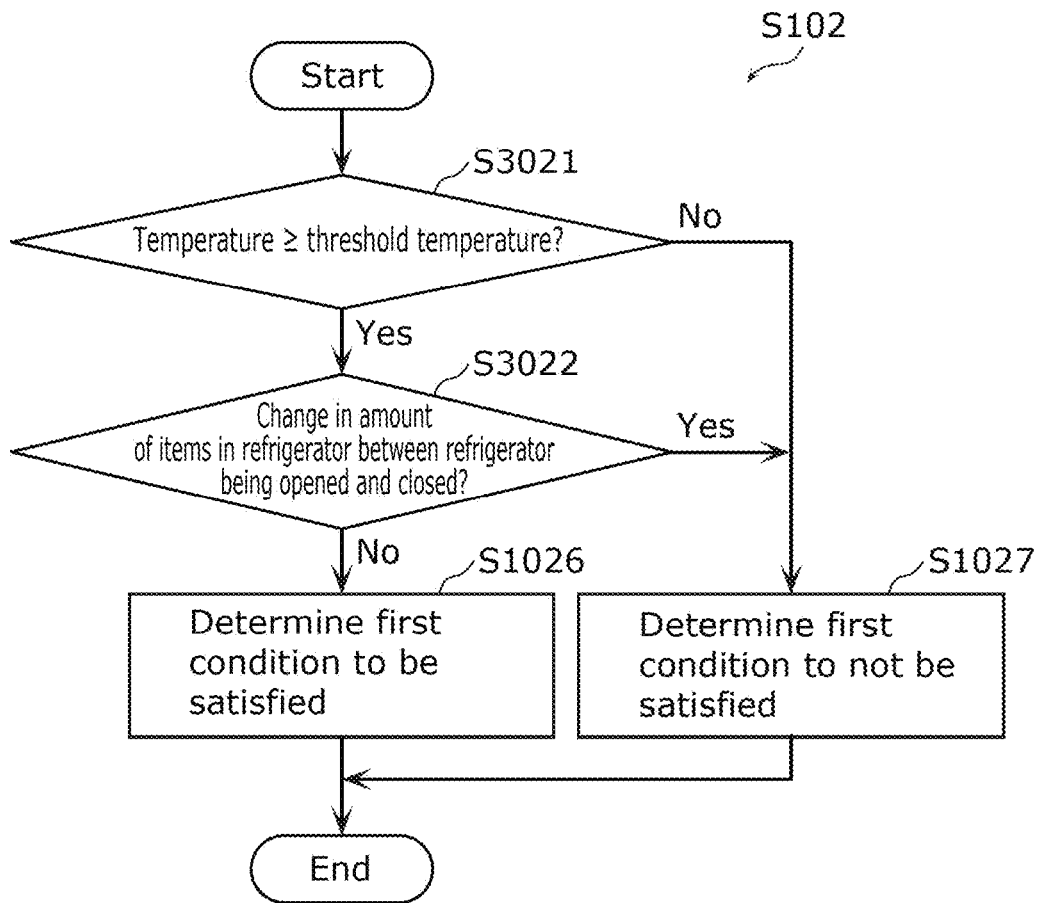 S102
Start
S3021
Temperature ≥ threshold temperature?
No
Yes
S3022
Change in amount
of items in refrigerator between refrigerator
being opened and closed?
Yes
No
S1026
S1027
Determine first
condition to be
satisfied
Determine first
condition to not be
satisfied
End